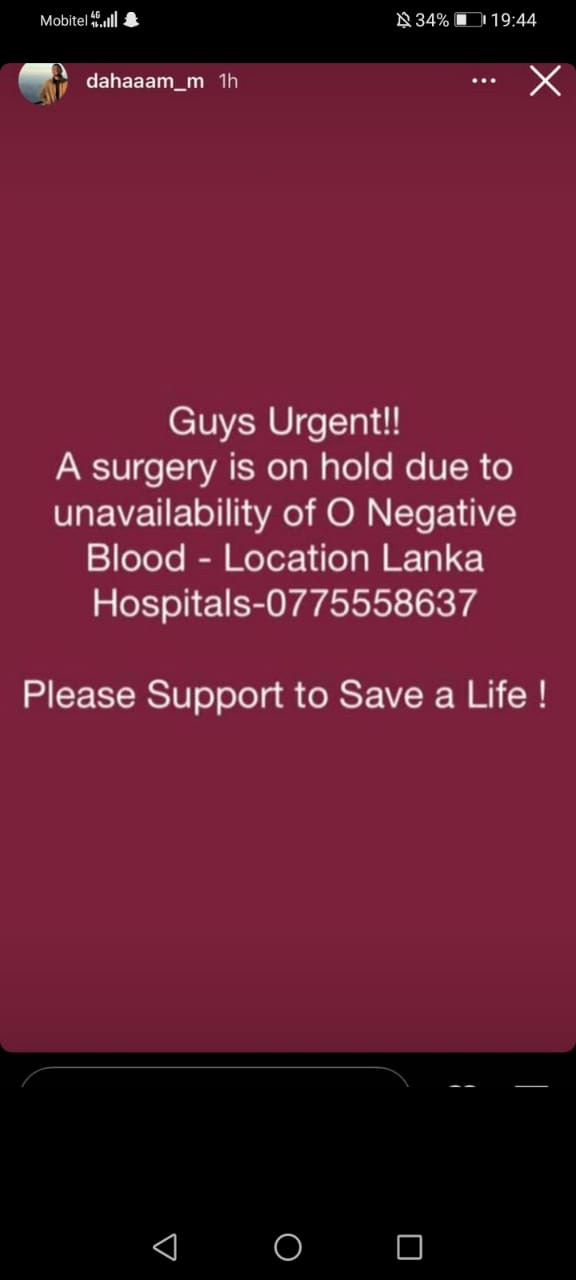 Mobitel 4G 34% 19:44
dahaaam_m 1h
Guys Urgent!!
A surgery is on hold due to
unavailability of O Negative
Blood - Location Lanka
Hospitals-0775558637
Please Support to Save a Life !